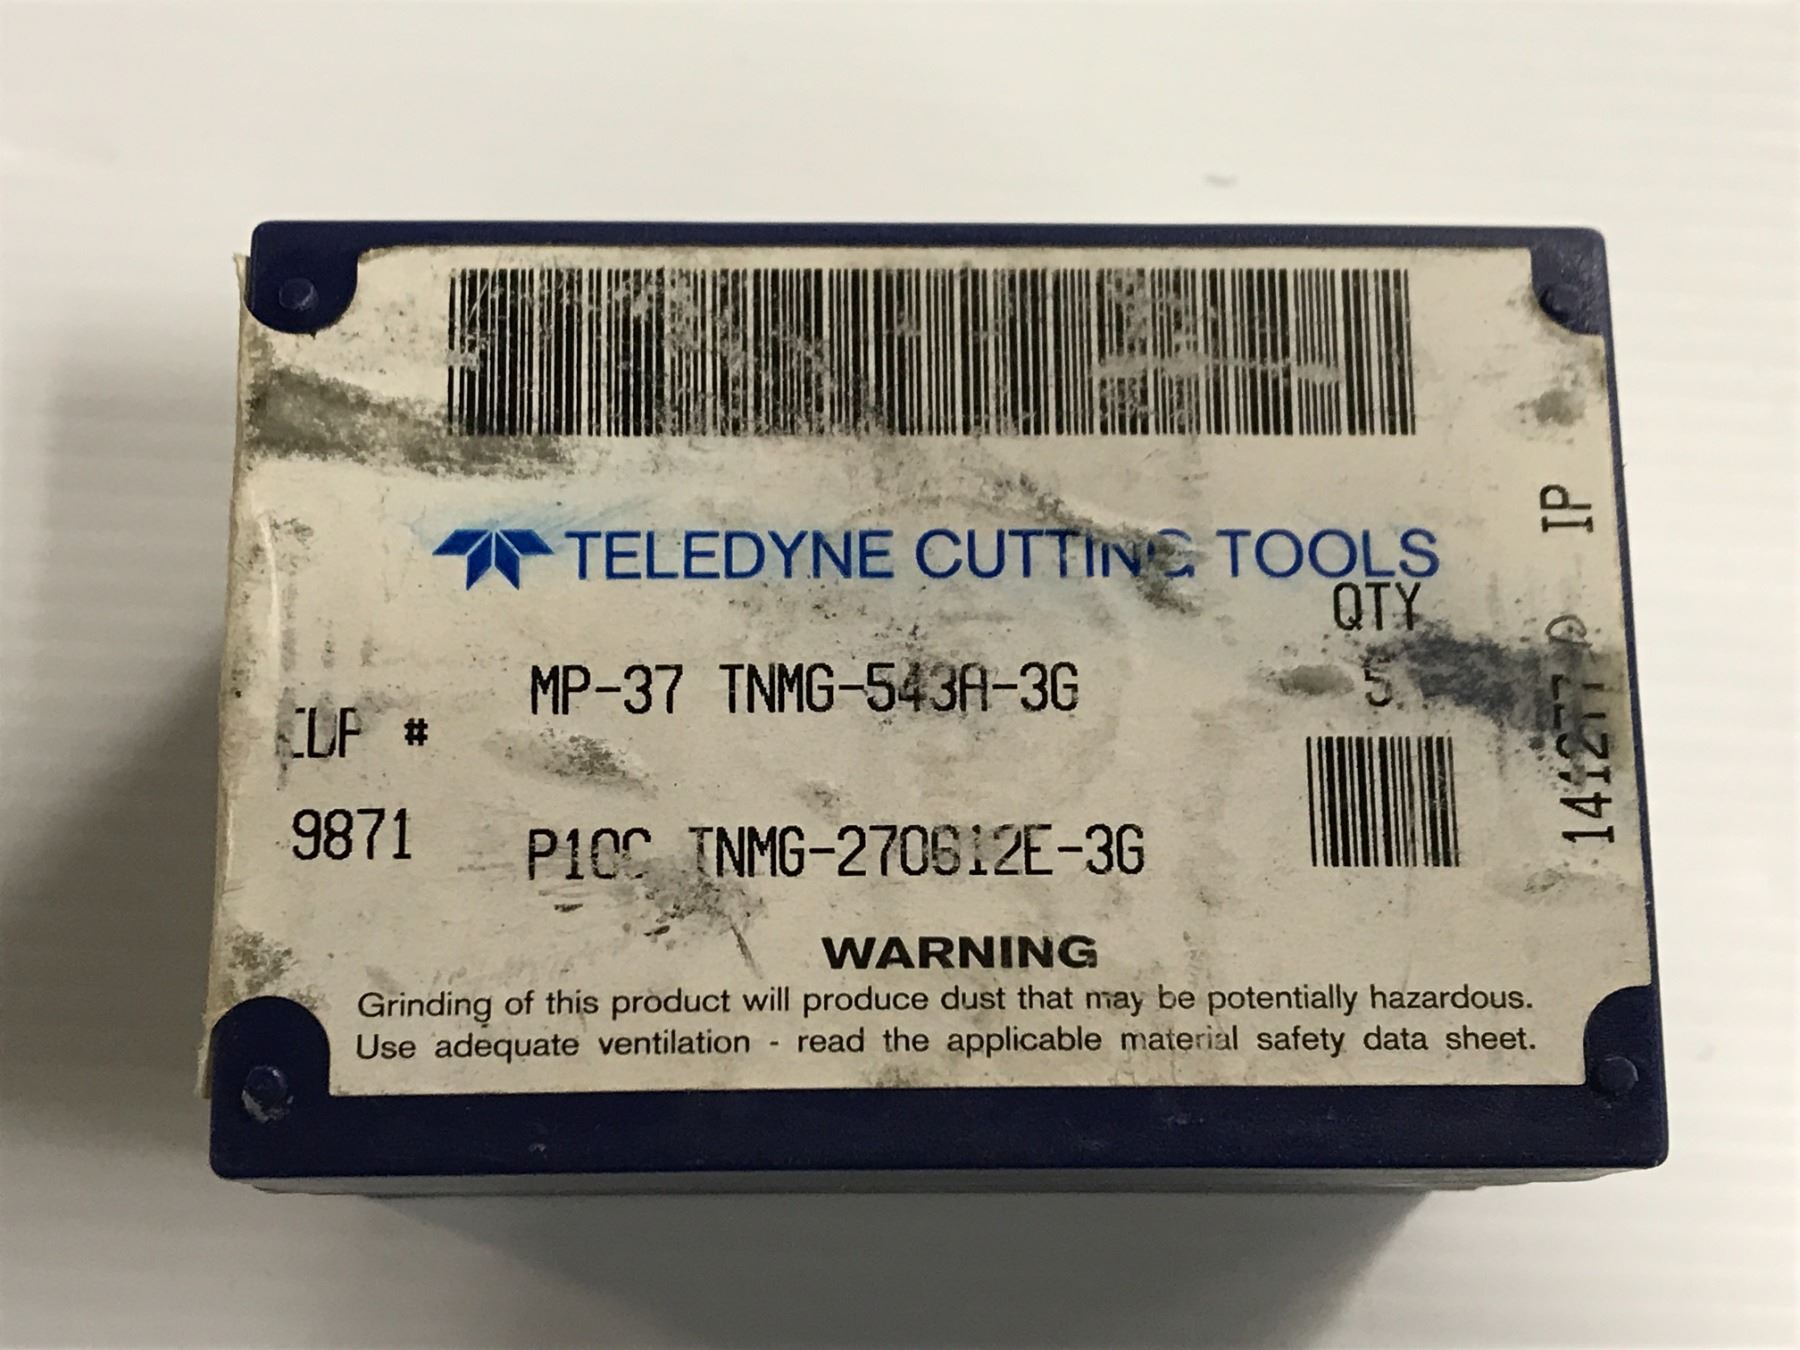 TELEDYNE CUTTING TOOLS
QTY
MP-37 TNMG-543A-3G 5
#
9871
P10C TNMG-270612E-3G
WARNING
Grinding of this product will produce dust that may be potentially hazardous.
Use adequate ventilation - read the applicable material safety data sheet.
IP